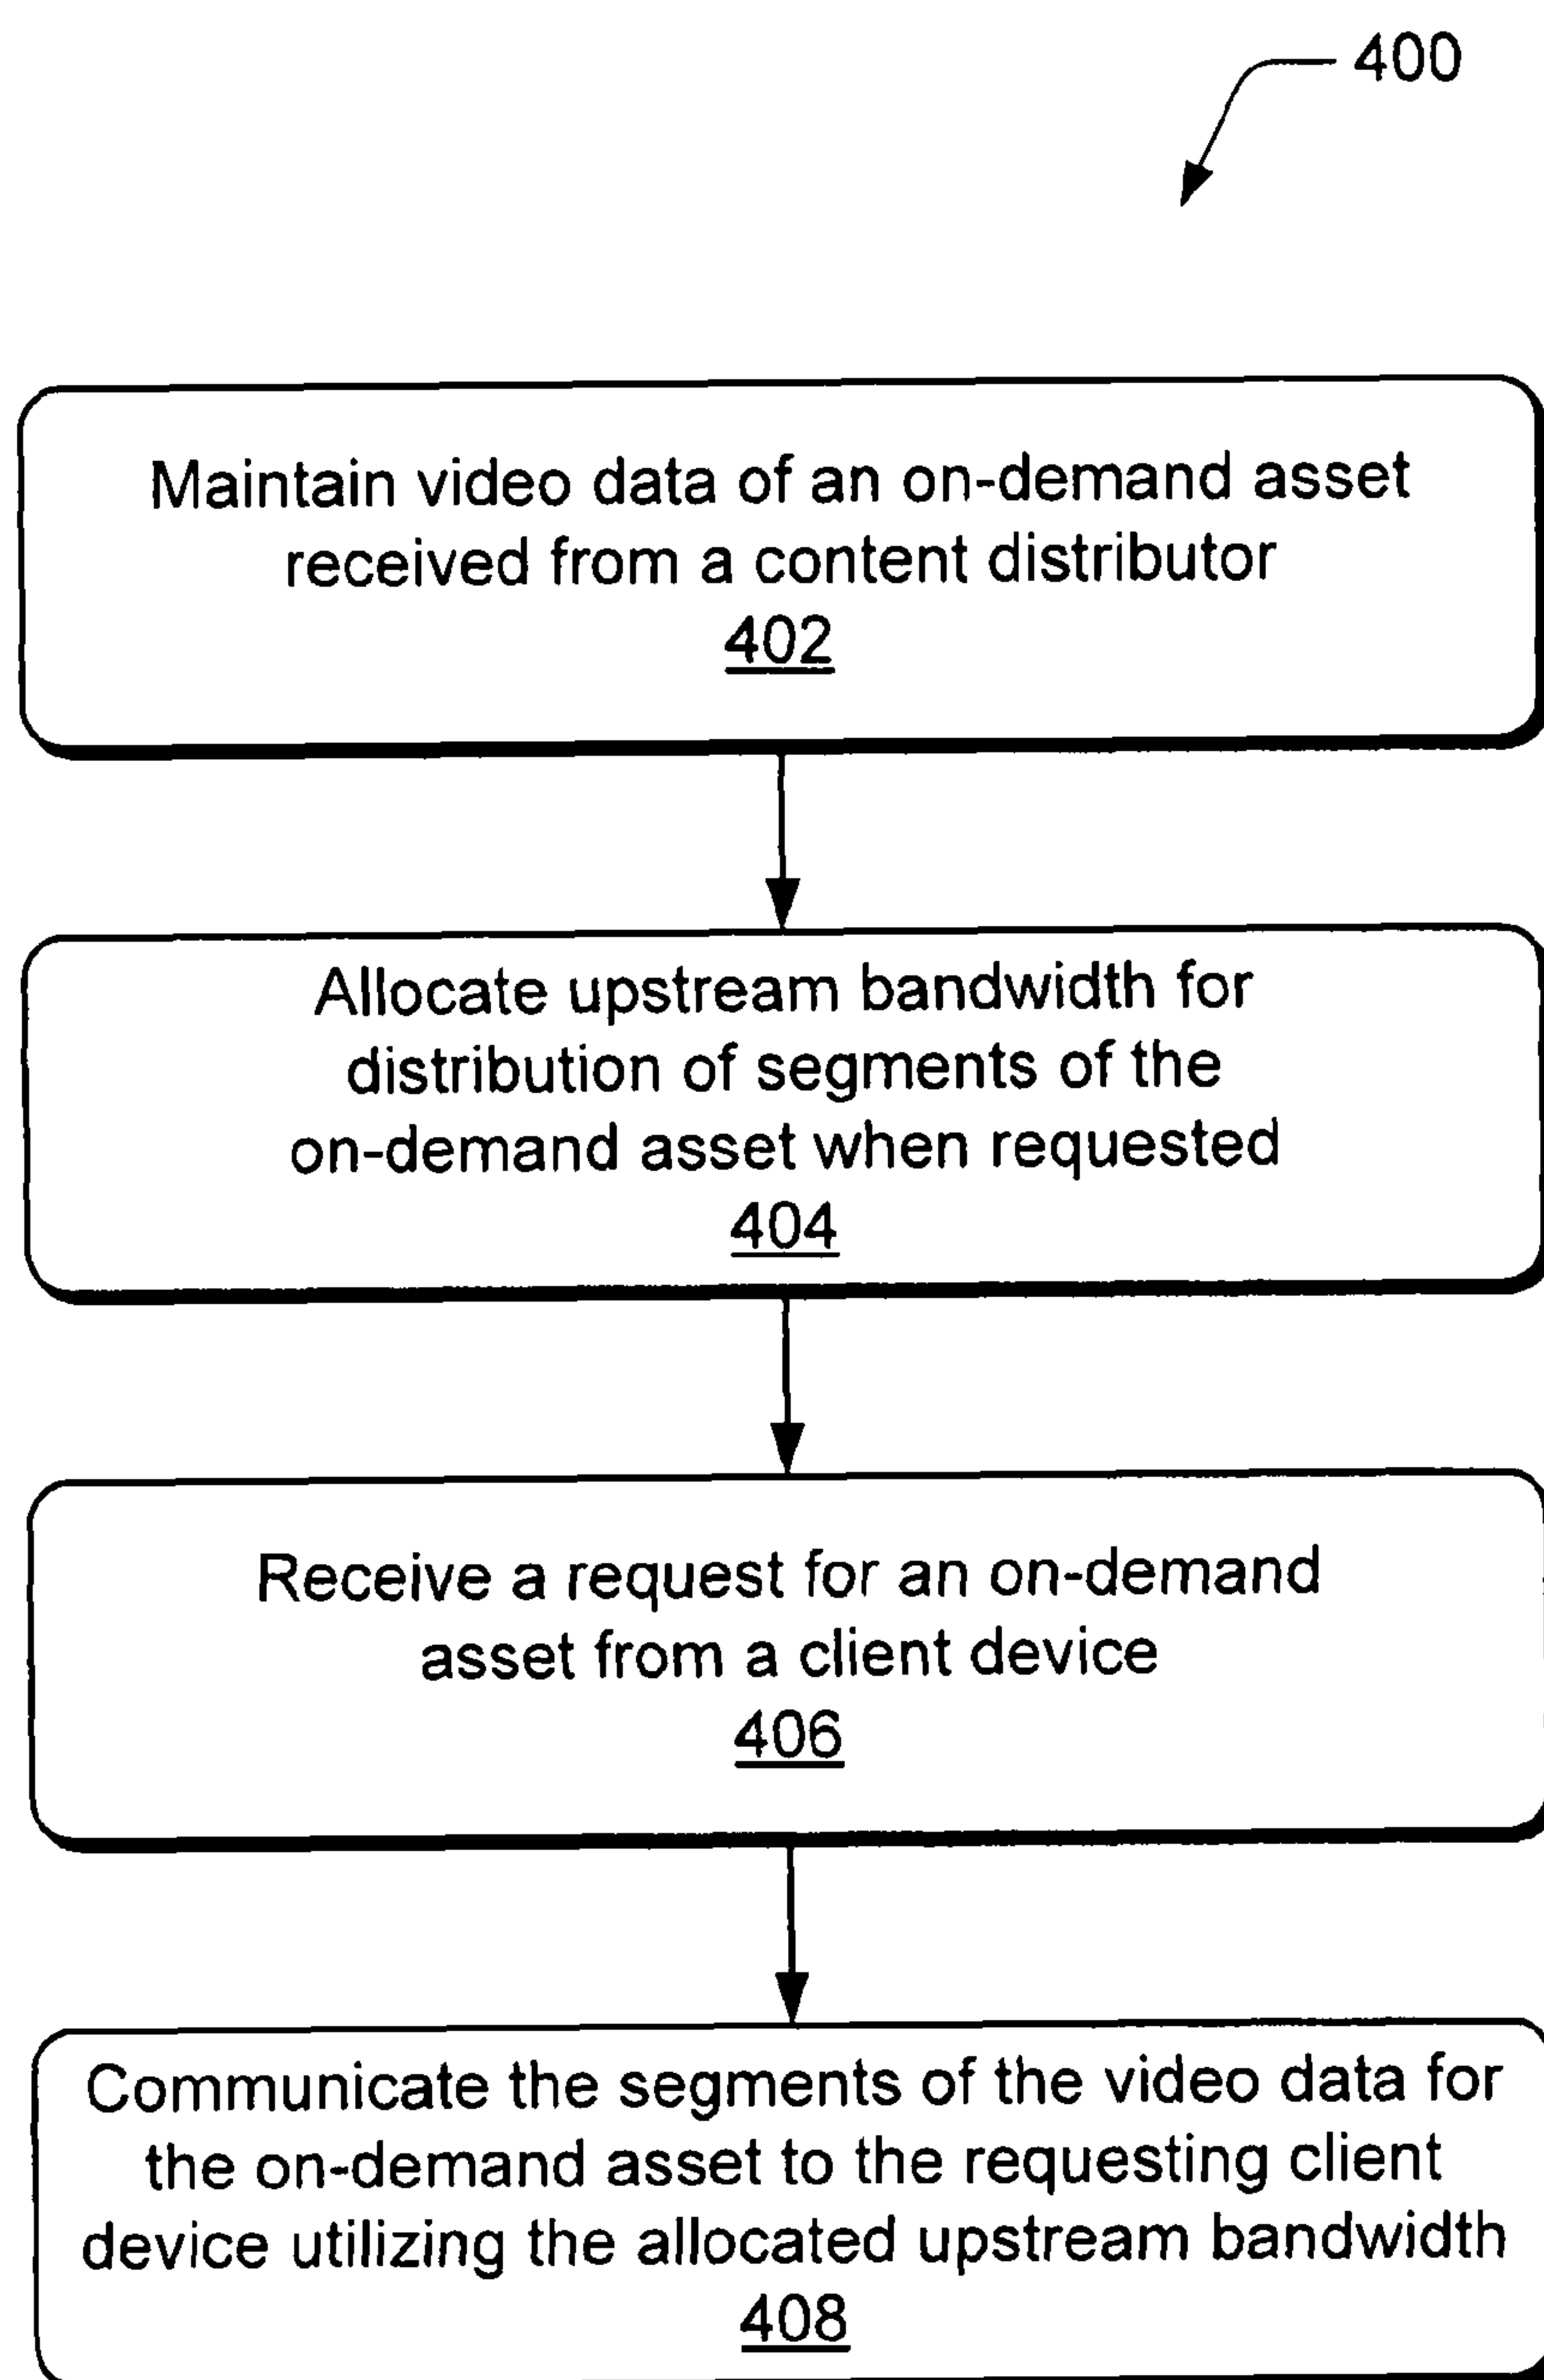 400
Maintain video data of an on-demand asset
received from a content distributor
402
Allocate upstream bandwidth for
distribution of segments of the
on-demand asset when requested
404
Receive a request for an on-demand
asset from a client device
406
Communicate the segments of the video data for
the on-demand asset to the requesting client
device utilizing the allocated upstream bandwidth
408